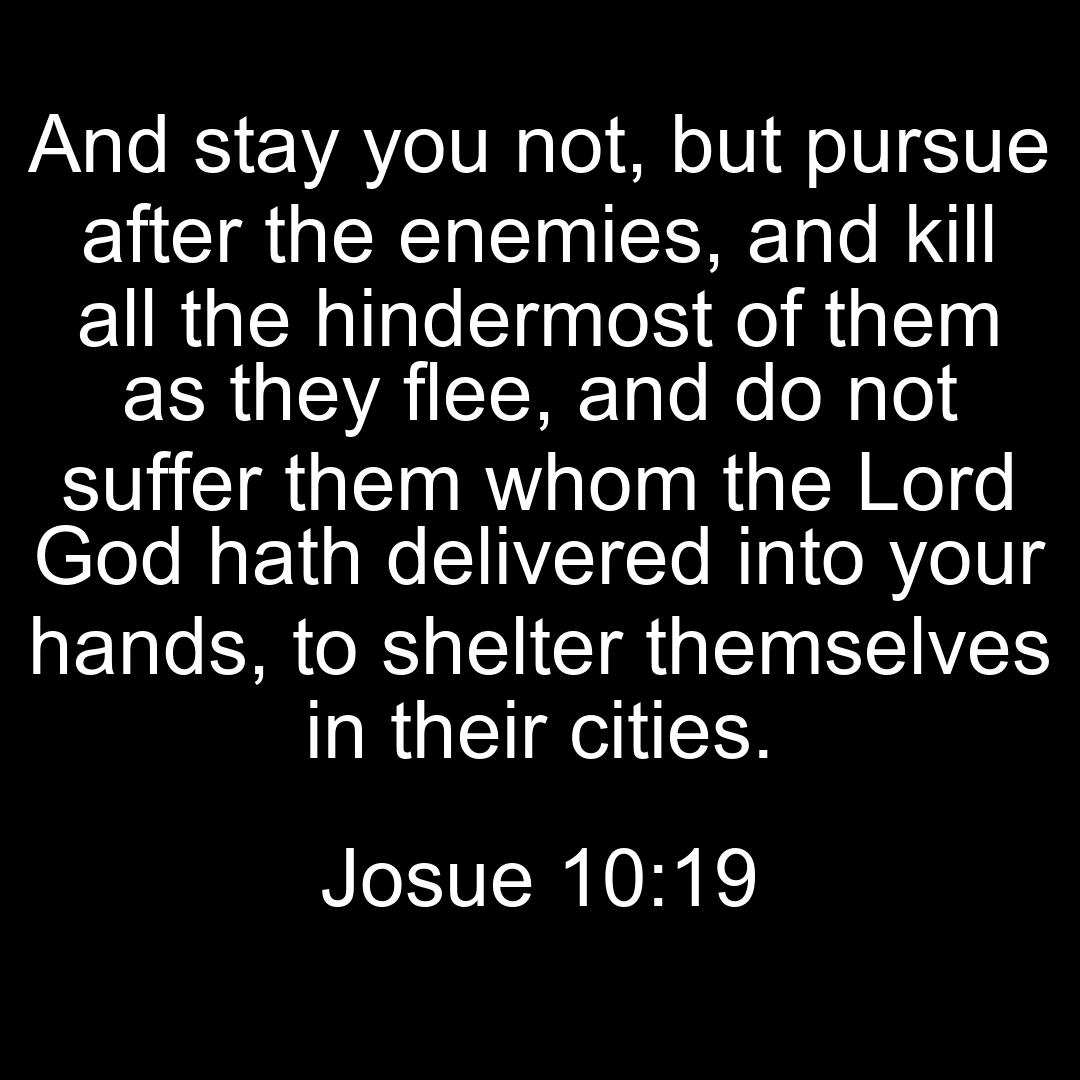 And stay you not, but pursue
after the enemies, and kill
all the hindermost of them
as they flee, and do not
suffer them whom the Lord
God hath delivered into your
hands, to shelter themselves
in their cities.
Josue 10:19